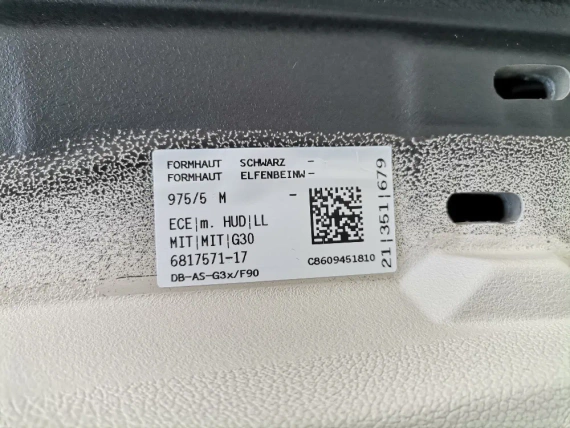 FORMHAUT SCHWARZ -
FORMHAUT ELFENBEINW-
975/5 M -
ECE|m. HUD|LL
MIT|MIT|G30
6817571-17
DB-AS-G3x/F90
C8609451810
21|351|679